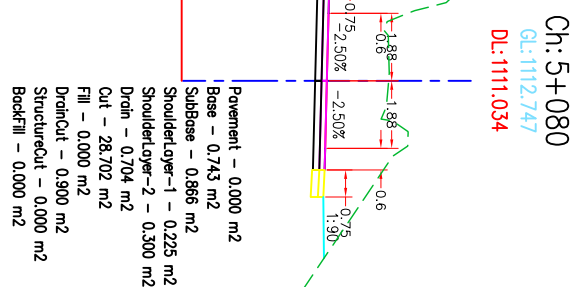 Ch: 5+080
GL:1112.747
DL:1111.034
0.75
1.88
1.88
0.6
0.6
-2.50%
-2.50%
0.75
1:90
Pavement - 0.000 m2
Base - 0.743 m2
SubBase - 0.866 m2
ShoulderLayer-1 - 0.225 m2
ShoulderLayer-2 - 0.300 m2
Drain - 0.704 m2
Cut - 28.702 m2
Fill - 0.000 m2
DrainCut - 0.900 m2
StructureCut - 0.000 m2
BackFill - 0.000 m2